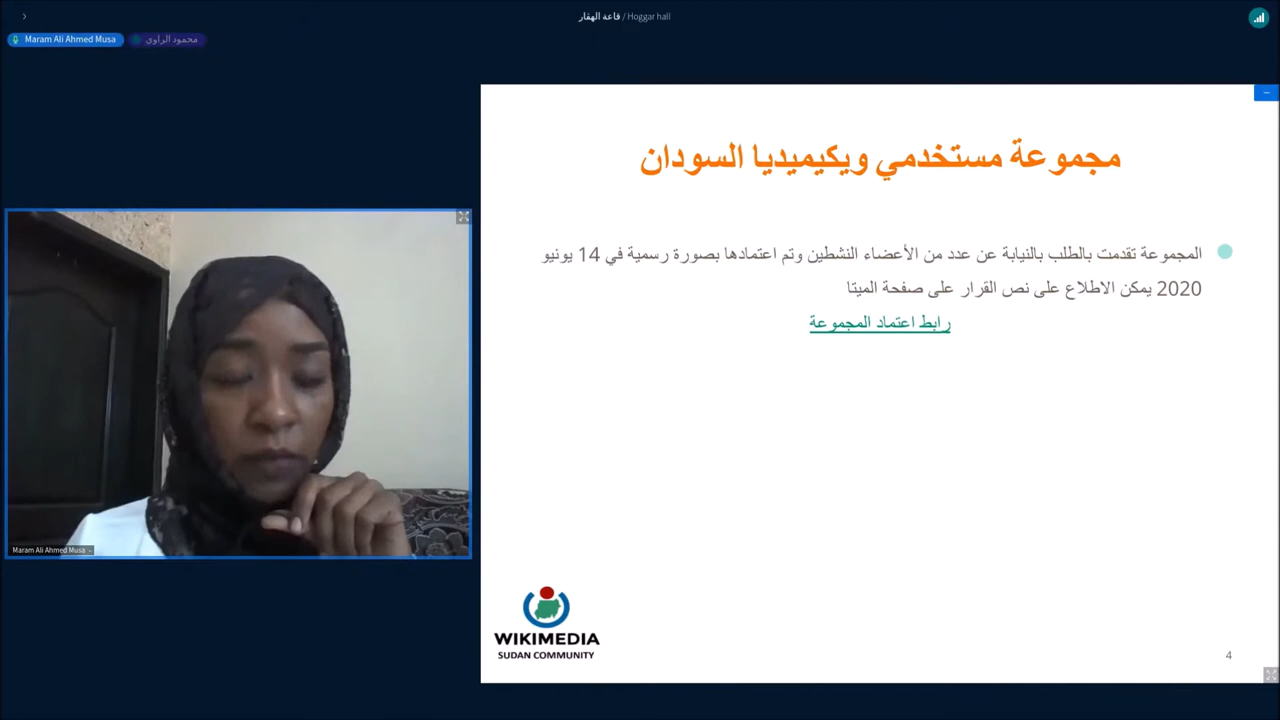 قاعة الهقار / Hoggar hall
Maram Ali Ahmed Musa
محمود الراوي
مجموعة مستخدمي ويكيميديا السودان
المجموعة تقدمت بالطلب بالنيابة عن عدد من الأعضاء النشطين وتم اعتمادها بصورة رسمية في 14 يونيو
2020 يمكن الاطلاع على نص القرار على صفحة الميتا
رابط اعتماد المجموعة
Maram Ali Ahmed Musa
WIKIMEDIA
SUDAN COMMUNITY
4